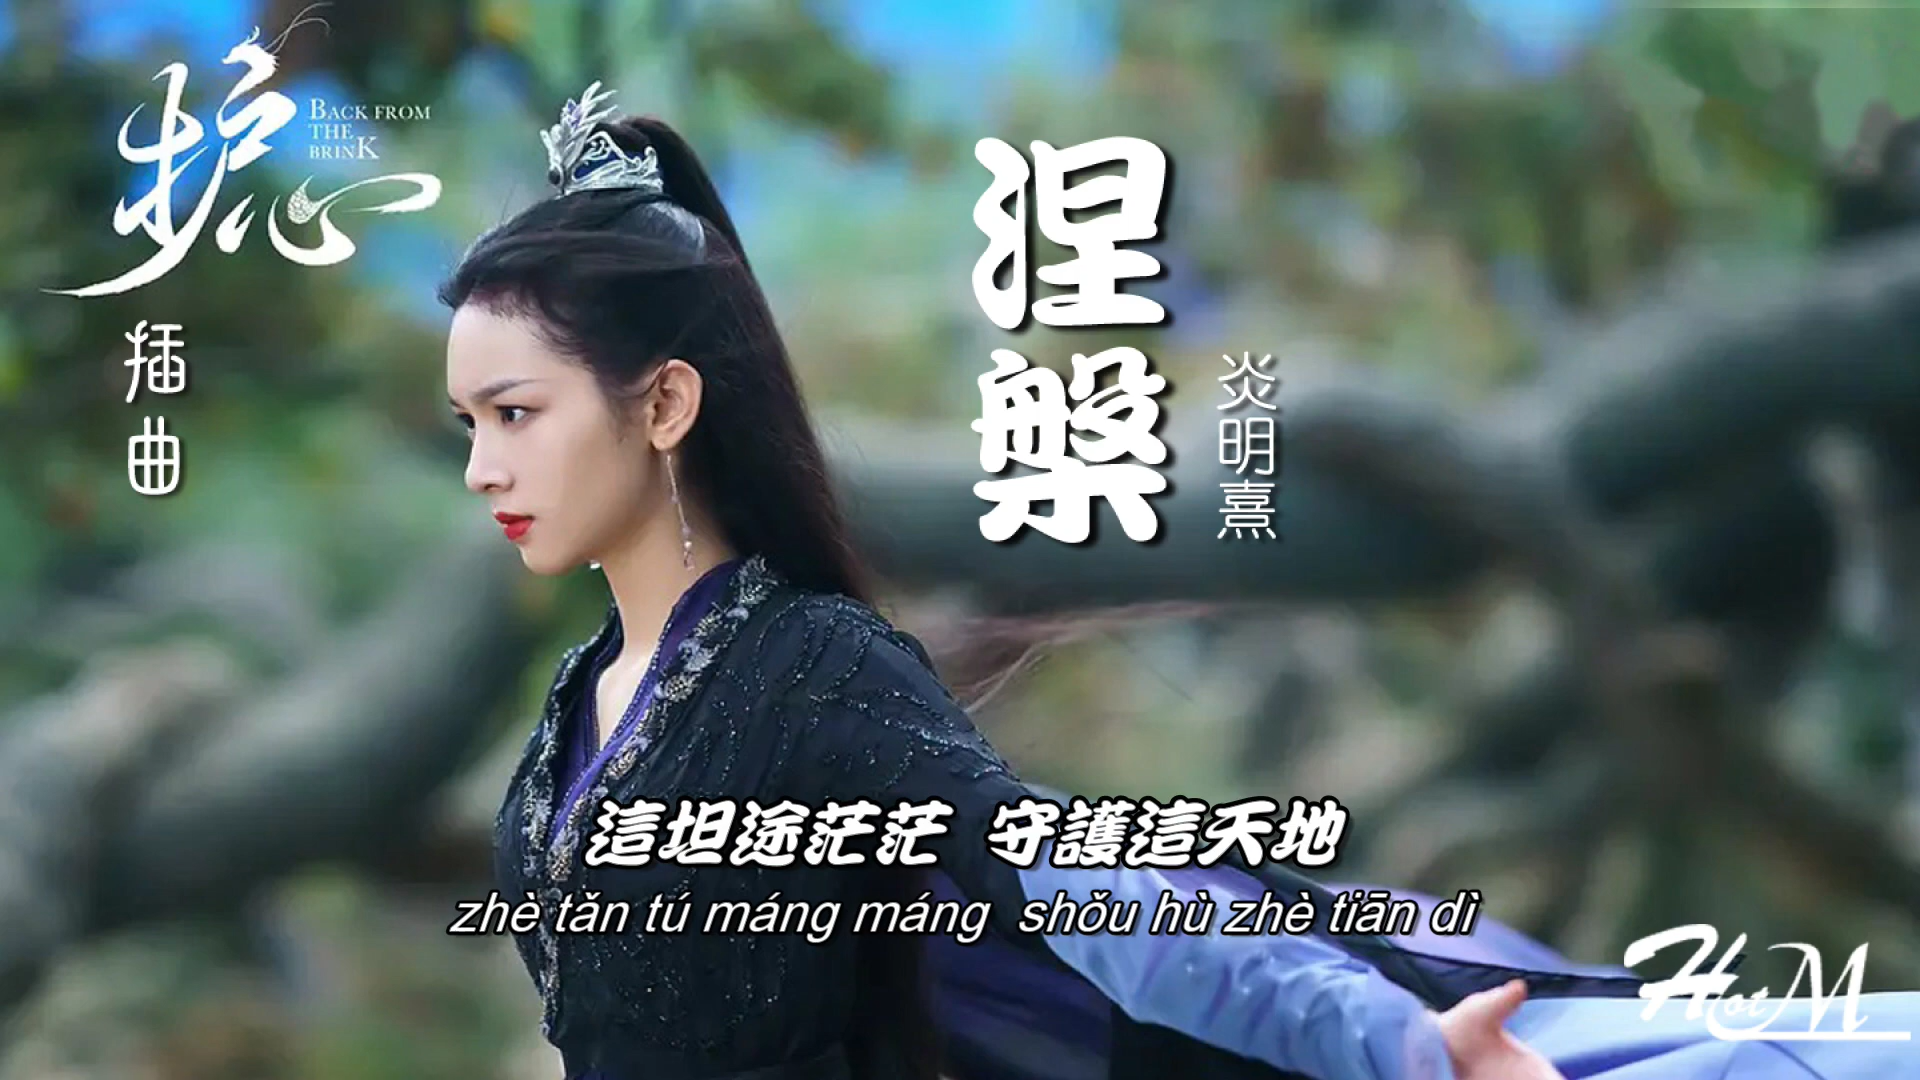 护心
BACK FROM
THE
BRINK
插曲
涅槃
炎明熹
這坦途茫茫 守護這天地
zhè tǎn tú máng máng shǒu hù zhè tiān dì
HotM